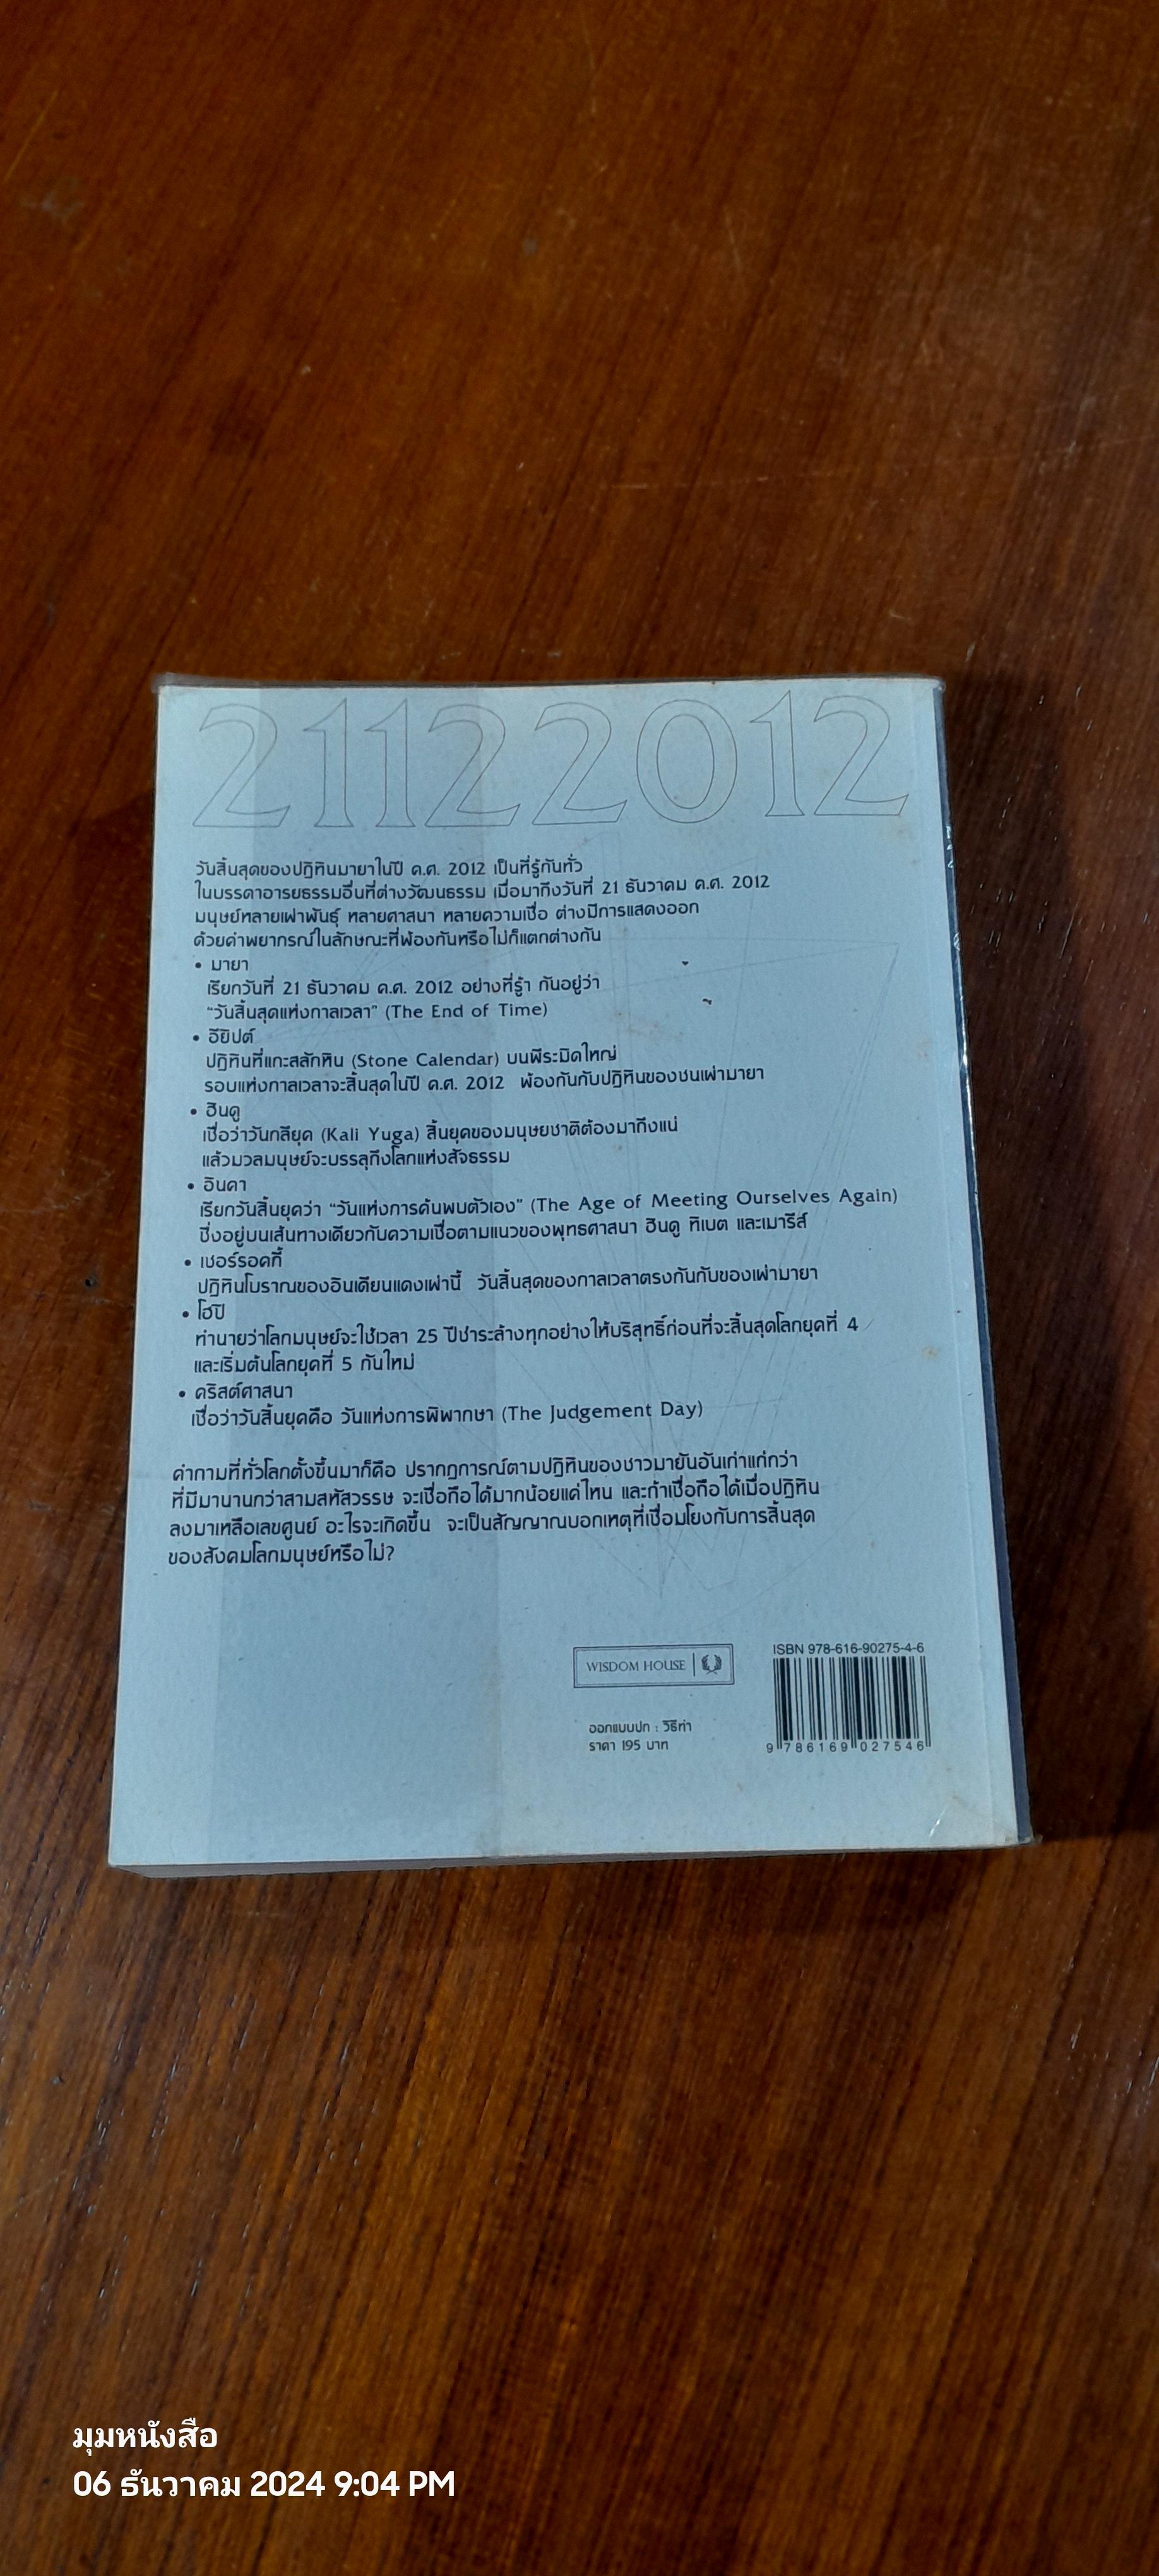 21122012
วันสิ้นสุดของปฏิทินมายาในปี ค.ศ. 2012 เป็นที่รู้กันทั่ว
ในบรรดาอารยธรรมอื่นที่ต่างวัฒนธรรม เมื่อมาถึงวันที่ 21 ธันวาคม ค.ศ. 2012
มนุษย์หลายเผ่าพันธุ์ หลายศาสนา หลายความเชื่อ ต่างมีการแสดงออก
ด้วยคำพยากรณ์ในลักษณะที่พ้องกันหรือไม่ก็แตกต่างกัน
• มายา
เรียกวันที่ 21 ธันวาคม ค.ศ. 2012 อย่างที่รู้ๆ กันอยู่ว่า
“วันสิ้นสุดแห่งกาลเวลา” (The End of Time)
• อียิปต์
ปฏิทินที่แกะสลักหิน (Stone Calendar) บนพีระมิดใหญ่
รอบแห่งกาลเวลาจะสิ้นสุดในปี ค.ศ. 2012 พ้องกันกับปฏิทินของชนเผ่ามายา
• ฮินดู
เชื่อว่าวันกลียุค (Kali Yuga) สิ้นยุคของมนุษยชาติต้องมาถึงแน่
แล้วมวลมนุษย์จะบรรลุถึงโลกแห่งสัจธรรม
• อินคา
เรียกวันสิ้นยุคว่า “วันแห่งการค้นพบตัวเอง” (The Age of Meeting Ourselves Again)
ซึ่งอยู่บนเส้นทางเดียวกับความเชื่อตามแนวของพุทธศาสนา ฮินดู ทิเบต และเมารีส์
• เชอร์รอคกี้
ปฏิทินโบราณของอินเดียนแดงเผ่านี้ วันสิ้นสุดของกาลเวลาตรงกันกับของเผ่ามายา
• โฮปิ
ทำนายว่าโลกมนุษย์จะใช้เวลา 25 ปีชำระล้างทุกอย่างให้บริสุทธิ์ก่อนที่จะสิ้นสุดโลกยุคที่ 4
และเริ่มต้นโลกยุคที่ 5 กันใหม่
• คริสต์ศาสนา
เชื่อว่าวันสิ้นยุคคือ วันแห่งการพิพากษา (The Judgement Day)
คำถามที่ทั่วโลกตั้งขึ้นมาก็คือ ปรากฏการณ์ตามปฏิทินของชาวมายันอันเก่าแก่กว่า
ที่มีมานานกว่าสามสหัสวรรษ จะเชื่อถือได้มากน้อยแค่ไหน และถ้าเชื่อถือได้เมื่อปฏิทิน
ลงมาเหลือเลขศูนย์ อะไรจะเกิดขึ้น จะเป็นสัญญาณบอกเหตุที่เชื่อมโยงกับการสิ้นสุด
ของสังคมโลกมนุษย์หรือไม่?
WISDOM HOUSE
ออกแบบปก : วิธีทำ
ราคา 195 บาท
ISBN 978-616-90275-4-6
9 786169 027546
มุมหนังสือ
06 ธันวาคม 2024 9:04 PM